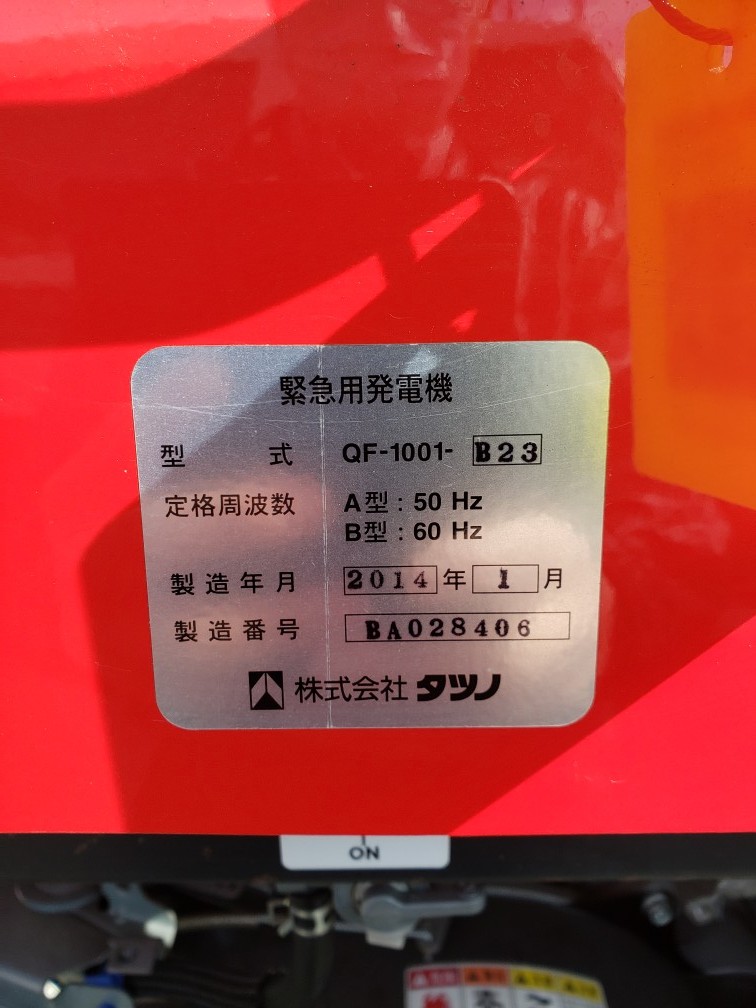 緊急用発電機
型 式 QF-1001- B23
定格周波数 A型 : 50 Hz
B型 : 60 Hz
製造年月 2014 年 1 月
製造番号 BA028406
株式会社 タツノ
ON